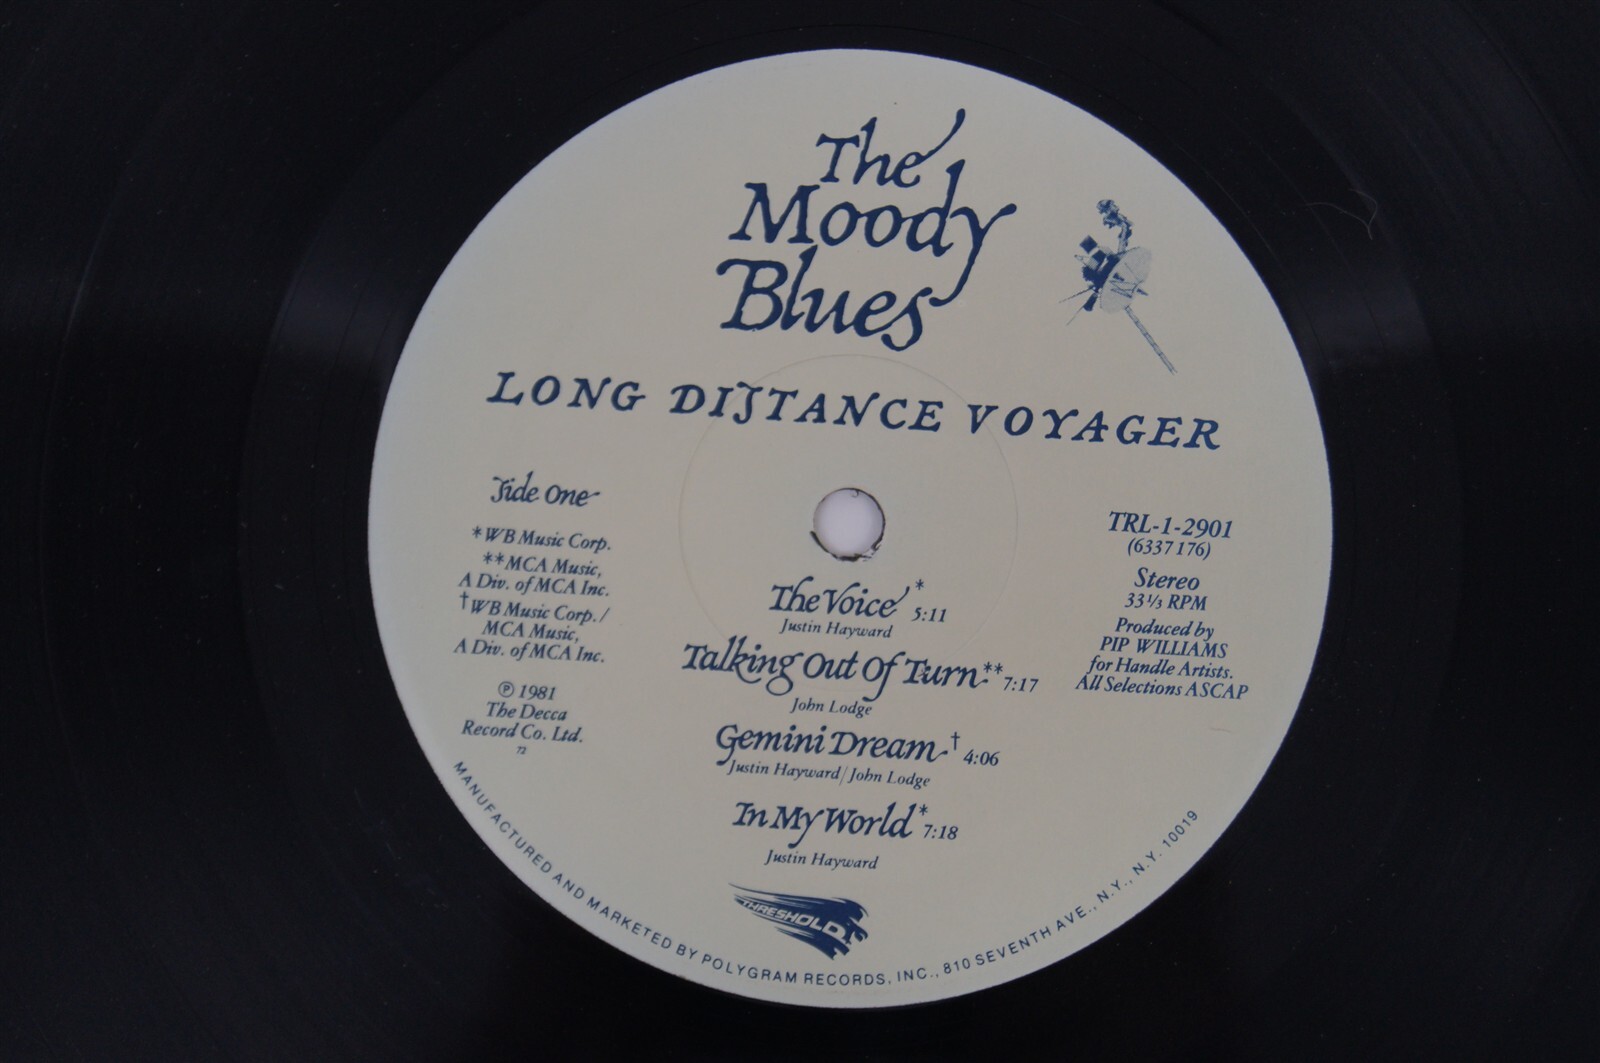 The
Moody
Blues
LONG DISTANCE VOYAGER
Side One
*WB Music Corp.
**MCA Music,
A Div. of MCA Inc.
†WB Music Corp./
MCA Music,
A Div. of MCA Inc.
℗ 1981
The Decca
Record Co. Ltd.
72
TRL-1-2901
(6337 176)
Stereo
33 1/3 RPM
Produced by
PIP WILLIAMS
for Handle Artists.
All Selections ASCAP
The Voice* 5:11
Justin Hayward
Talking Out Of Turn** 7:17
John Lodge
Gemini Dream† 4:06
Justin Hayward/John Lodge
In My World* 7:18
Justin Hayward
THRESHOLD
MANUFACTURED AND MARKETED BY POLYGRAM RECORDS, INC., 810 SEVENTH AVE., N.Y., N.Y. 10019